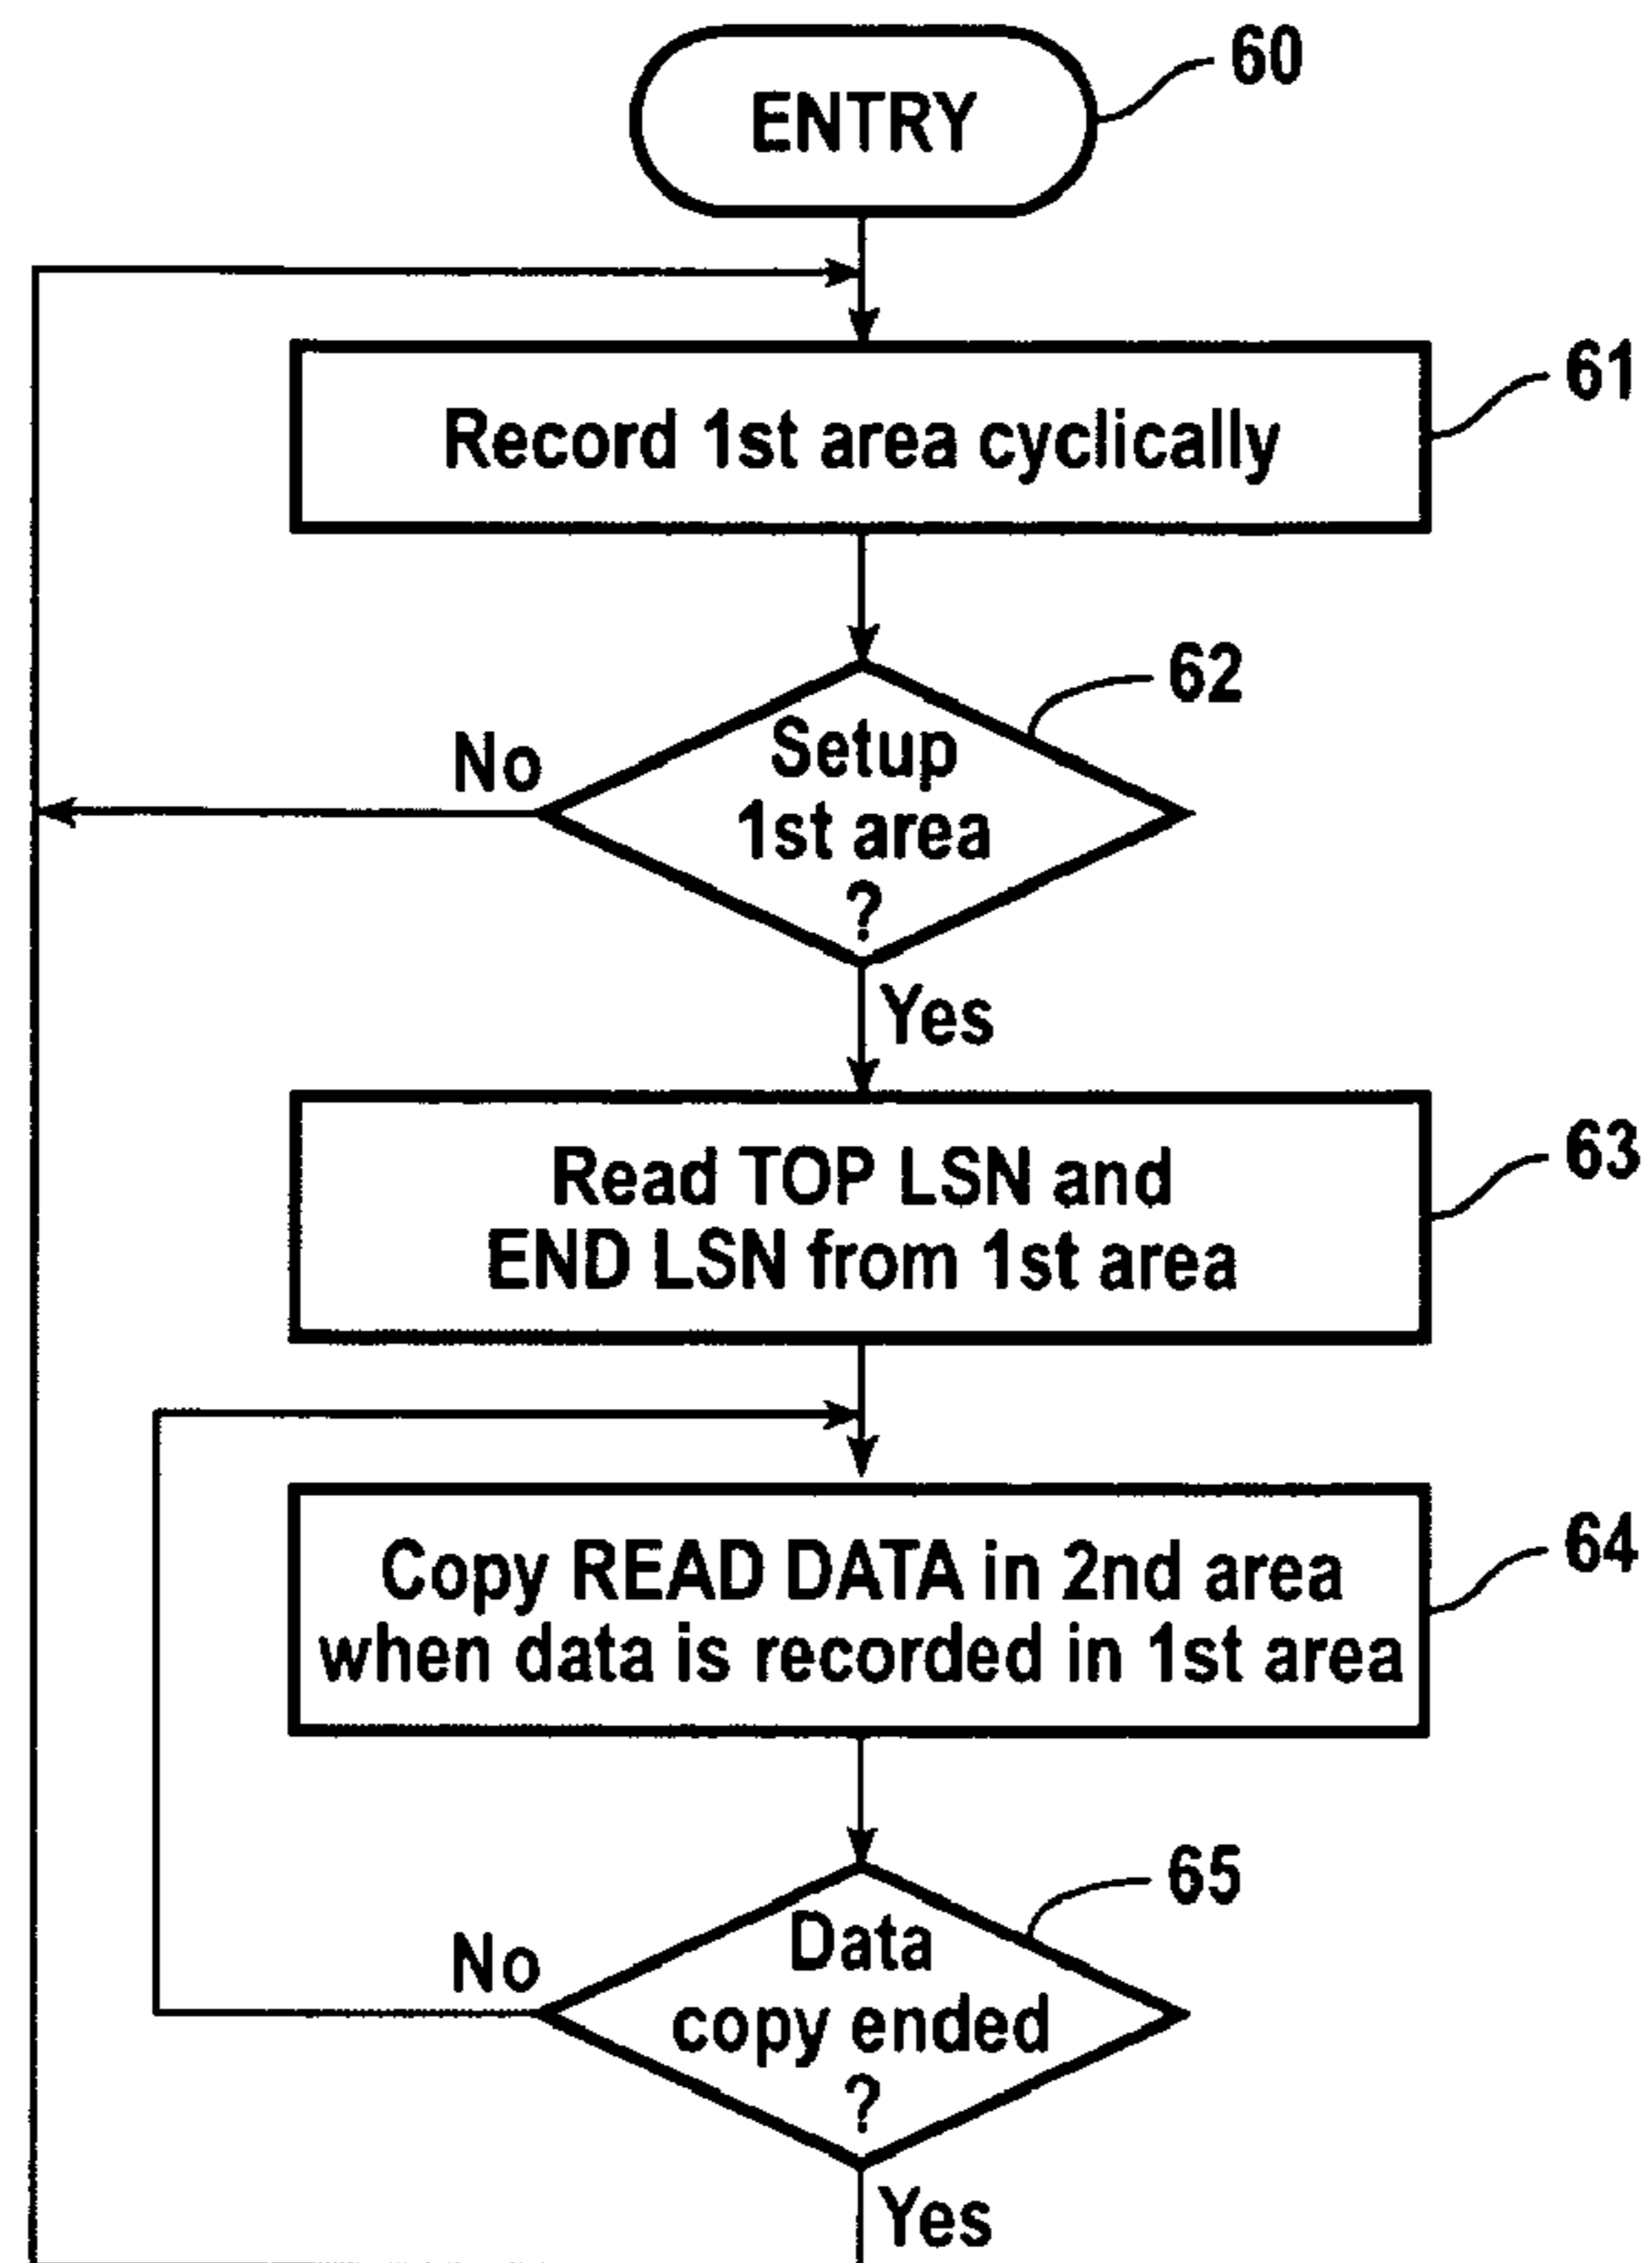 ENTRY
60
Record 1st area cyclically
61
62
Setup
1st area
?
No
Yes
Read TOP LSN and
END LSN from 1st area
63
Copy READ DATA in 2nd area
when data is recorded in 1st area
64
65
Data
copy ended
?
No
Yes